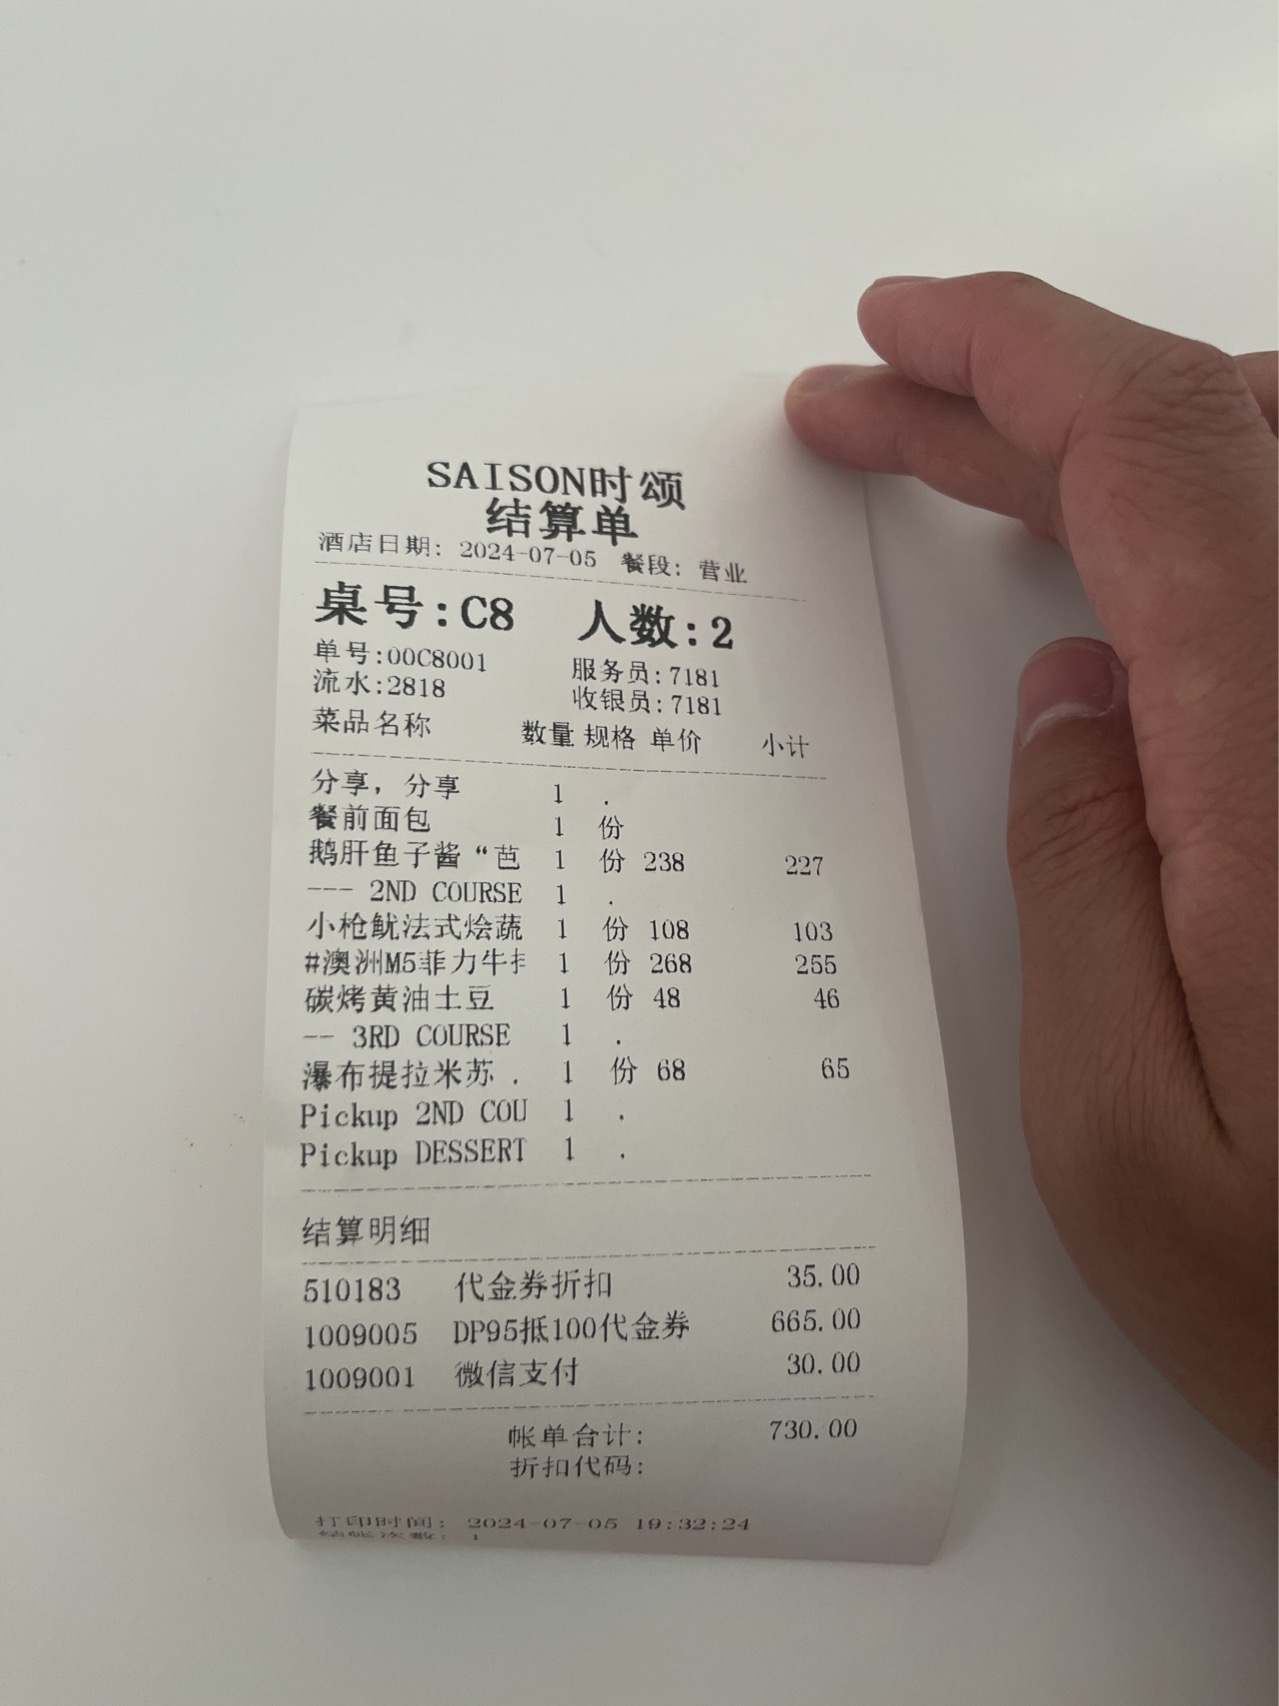 SAISON时颂
结算单
酒店日期: 2024-07-05 餐段: 营业
桌号:C8 人数:2
单号:00C8001 服务员:7181
流水:2818 收银员:7181
菜品名称 数量 规格 单价 小计
分享, 分享 1 .
餐前面包 1 份
鹅肝鱼子酱“芭 1 份 238 227
--- 2ND COURSE 1 .
小枪鱿法式烩蔬 1 份 108 103
#澳洲M5菲力牛扌 1 份 268 255
碳烤黄油土豆 1 份 48 46
-- 3RD COURSE 1 .
瀑布提拉米苏 . 1 份 68 65
Pickup 2ND COU 1 .
Pickup DESSERT 1 .
结算明细
510183 代金券折扣 35.00
1009005 DP95抵100代金券 665.00
1009001 微信支付 30.00
帐单合计: 730.00
折扣代码:
打印时间: 2024-07-05 19:32:24
结账次数: 1